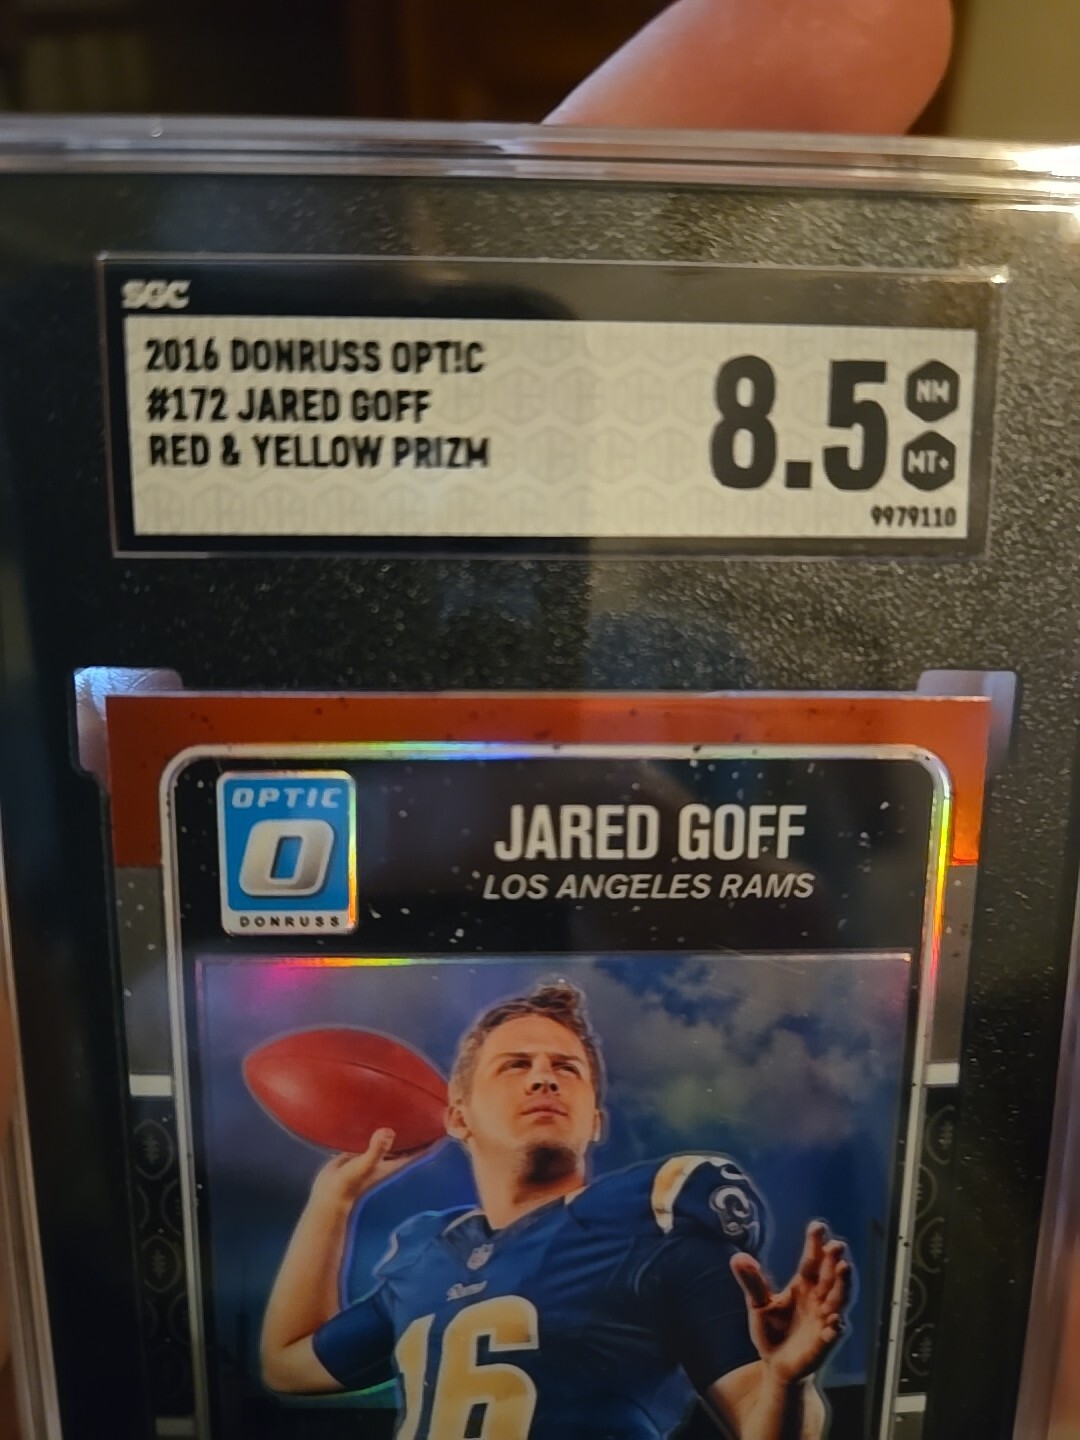 SGC
2016 DONRUSS OPTIC
#172 JARED GOFF
RED & YELLOW PRIZM
8.5
NM
MT+
9979110
OPTIC
O
DONRUSS
JARED GOFF
LOS ANGELES RAMS
Rams
16